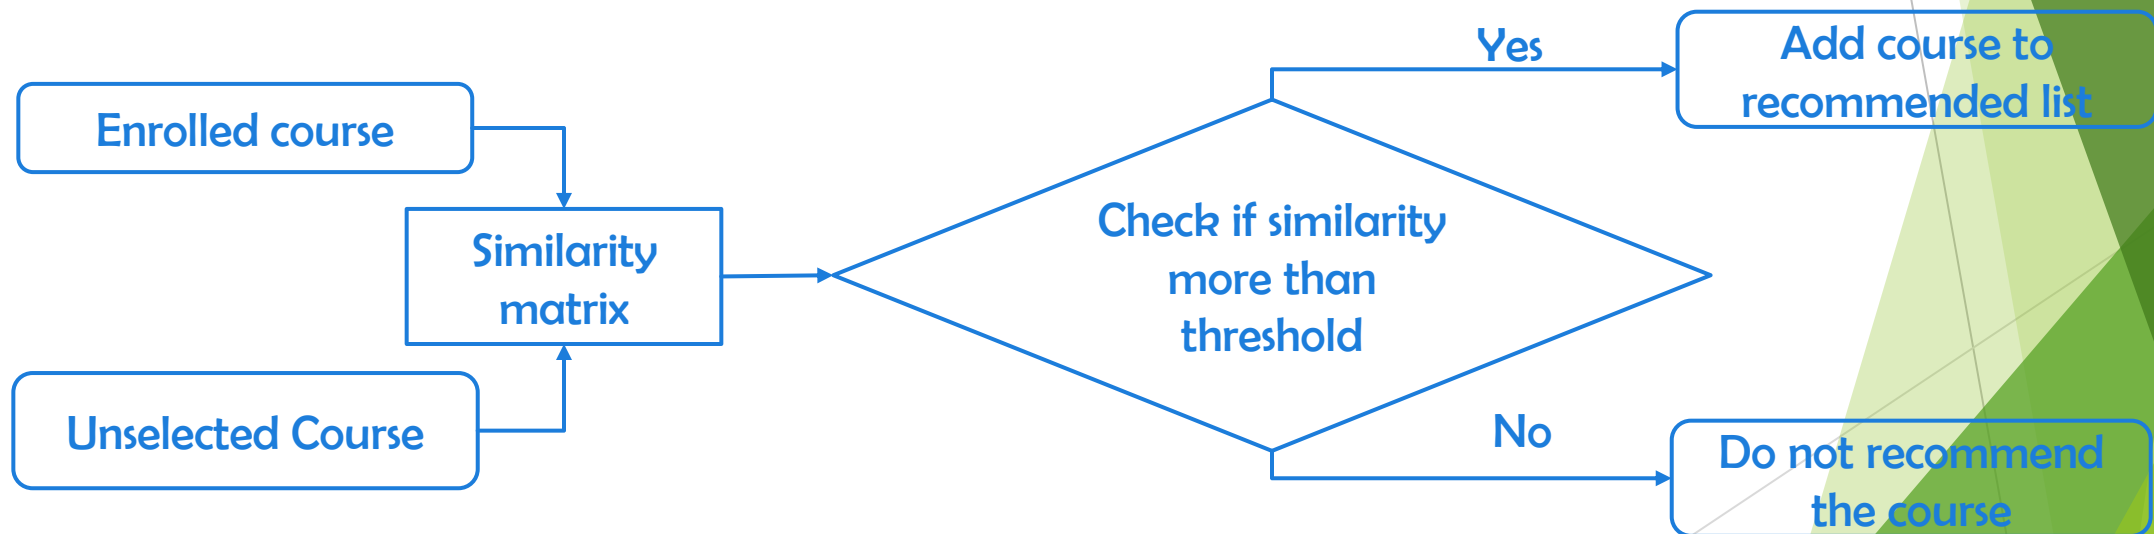 Enrolled course
Unselected Course
Similarity
matrix
Check if similarity
more than
threshold
Yes
Add course to
recommended list
No
Do not recommend
the course